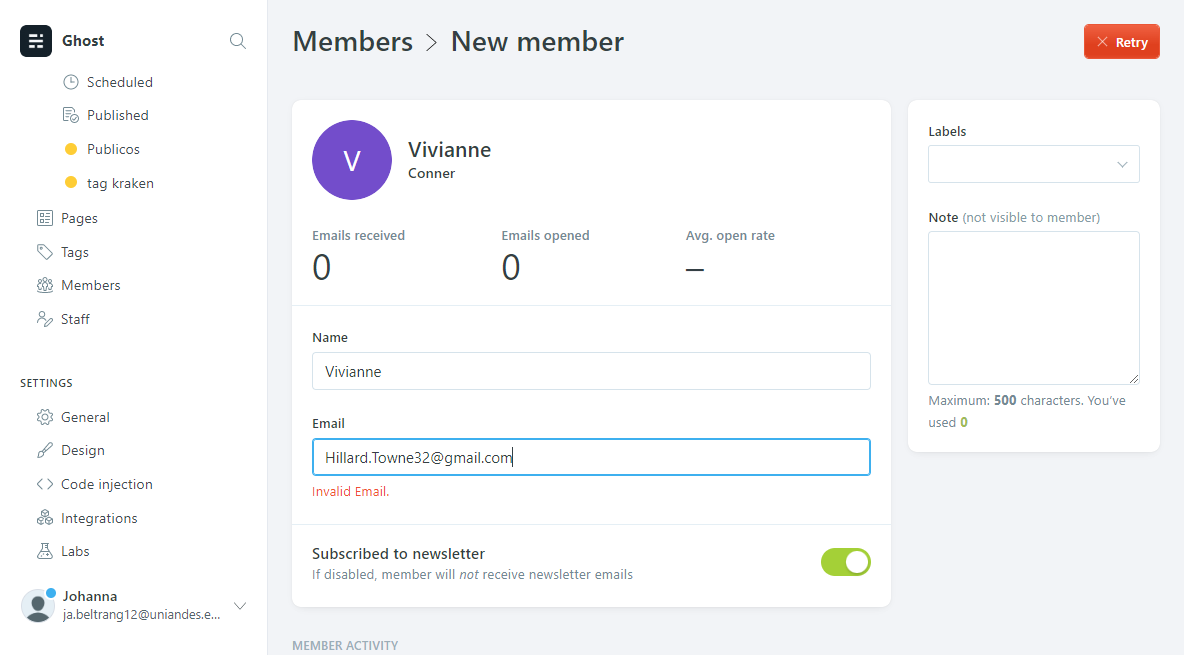 Ghost
Scheduled
Published
Publicos
tag kraken
Pages
Tags
Members
Staff
SETTINGS
General
Design
Code injection
Integrations
Labs
Johanna
ja.beltrang12@uniandes.e...
Members > New member
Retry
V
Vivianne
Conner
Emails received
Emails opened
Avg. open rate
0
0
–
Name
Vivianne
Email
Hillard.Towne32@gmail.com
Invalid Email.
Subscribed to newsletter
If disabled, member will not receive newsletter emails
MEMBER ACTIVITY
Labels
Note (not visible to member)
Maximum: 500 characters. You’ve
used 0